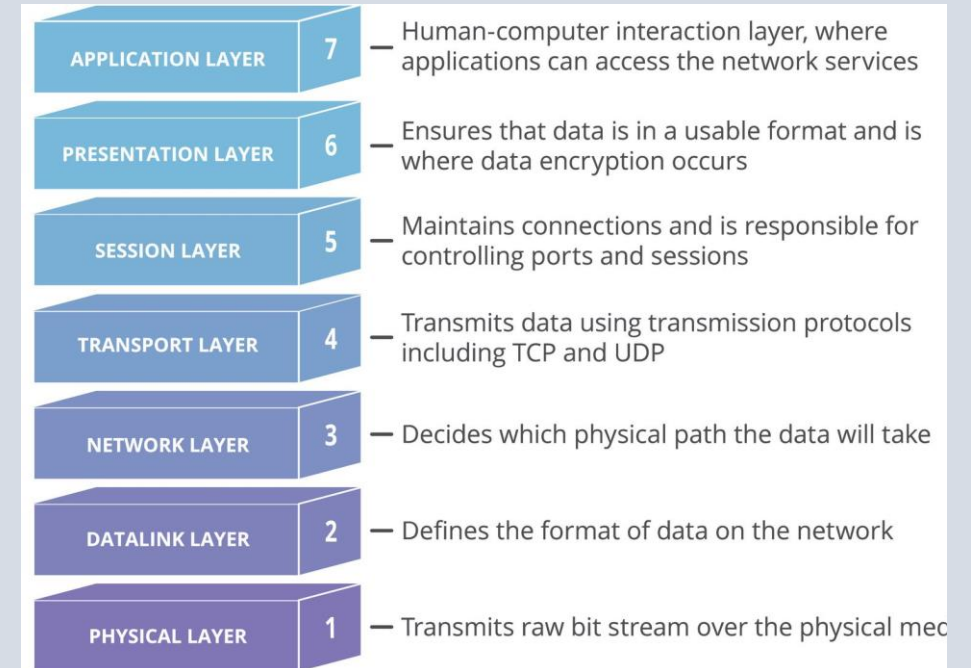 APPLICATION LAYER 7 — Human-computer interaction layer, where
applications can access the network services
PRESENTATION LAYER 6 — Ensures that data is in a usable format and is
where data encryption occurs
SESSION LAYER 5 — Maintains connections and is responsible for
controlling ports and sessions
TRANSPORT LAYER 4 — Transmits data using transmission protocols
including TCP and UDP
NETWORK LAYER 3 — Decides which physical path the data will take
DATALINK LAYER 2 — Defines the format of data on the network
PHYSICAL LAYER 1 — Transmits raw bit stream over the physical